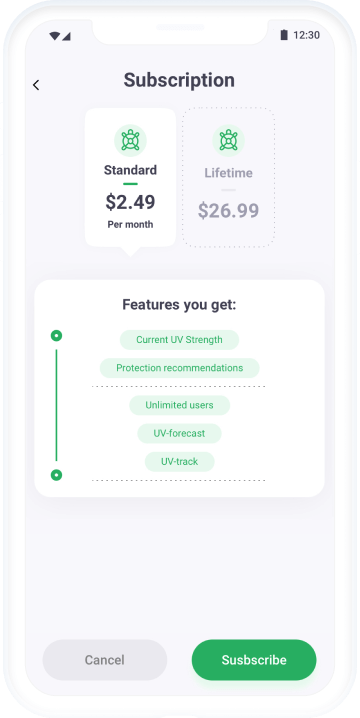 12:30
Subscription
Standard
$2.49
Per month
Lifetime
$26.99
Features you get:
Current UV Strength
Protection recommendations
Unlimited users
UV-forecast
UV-track
Cancel
Susbscribe